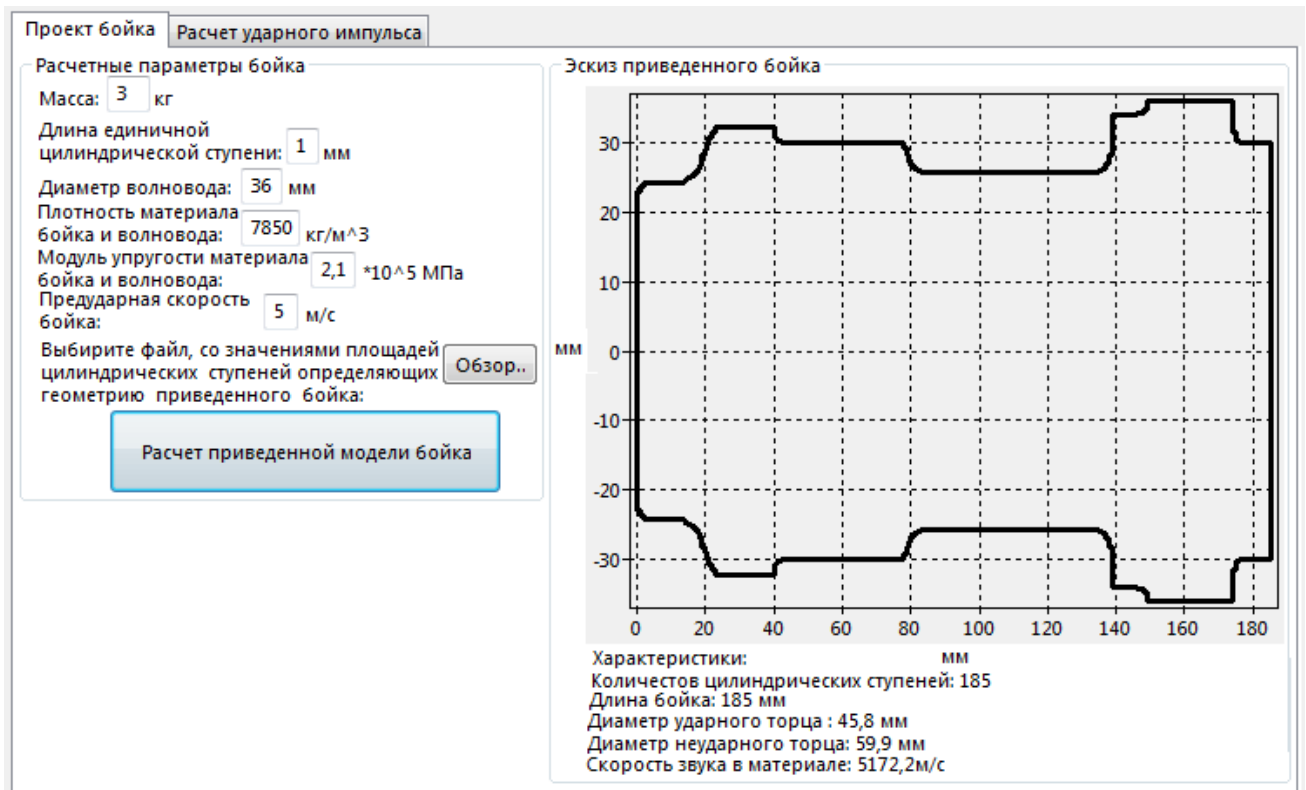 Проект бойка
Расчет ударного импульса
Расчетные параметры бойка
Масса: 3 кг
Длина единичной
цилиндрической ступени: 1 мм
Диаметр волновода: 36 мм
Плотность материала
бойка и волновода: 7850 кг/м^3
Модуль упругости материала
бойка и волновода: 2,1 *10^5 МПа
Предударная скорость
бойка: 5 м/с
Выбирите файл, со значениями площадей
цилиндрических ступеней определяющих
геометрию приведенного бойка:
Обзор..
Расчет приведенной модели бойка
Эскиз приведенного бойка
30
20
10
мм 0
-10
-20
-30
0 20 40 60 80 100 120 140 160 180
Характеристики: мм
Количестов цилиндрических ступеней: 185
Длина бойка: 185 мм
Диаметр ударного торца : 45,8 мм
Диаметр неударного торца: 59,9 мм
Скорость звука в материале: 5172,2м/с